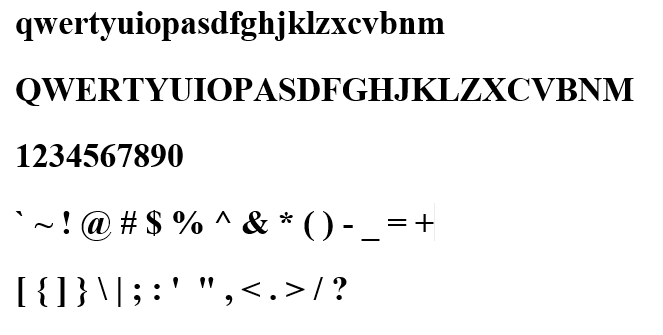 qwertyuiopasdfghjklzxcvbnm
QWERTYUIOPASDFGHJKLZXCVBNM
1234567890
` ~ ! @ # $ % ^ & * ( ) - _ = +
[ { ] } \ | ; : '  " , < . > / ?